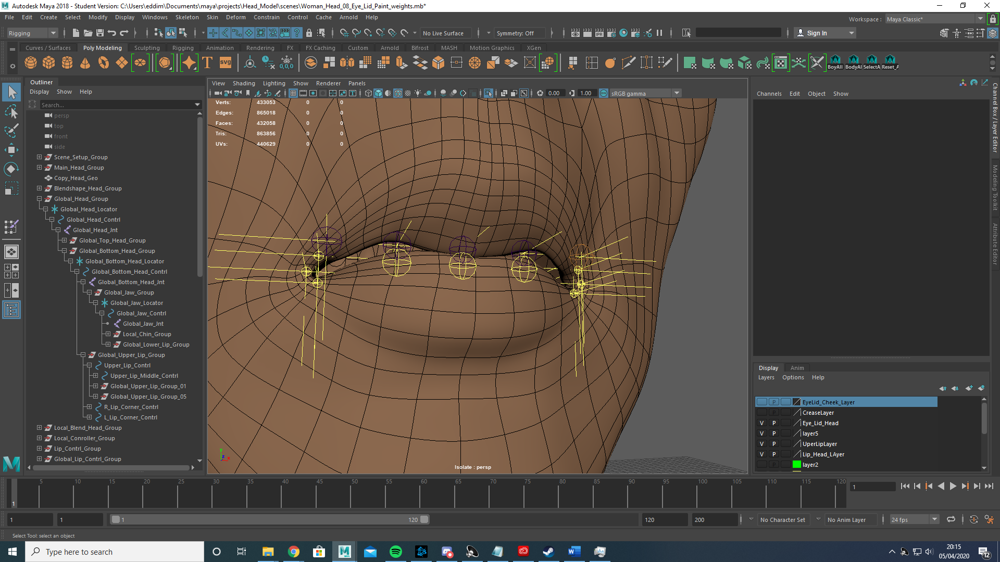 Autodesk Maya 2018 - Student Version: C:\Users\eddim\Documents\maya\projects\Head_Model\scenes\Woman_Head_08_Eye_Lid_Paint_weights.mb*
File Edit Create Select Modify Display Windows Skeleton Skin Deform Constrain Control Cache Arnold Help
Workspace : Maya Classic*
Rigging
No Live Surface
Symmetry: Off
Sign In
Curves / Surfaces Poly Modeling Sculpting Rigging Animation Rendering FX FX Caching Custom Arnold Bifrost MASH Motion Graphics XGen
T svg 0,0,0 IPR
BoyAll BodyAl SelectA Reset_A
Outliner
Display Show Help
Search...
persp
top
front
side
Scene_Setup_Group
Main_Head_Group
Copy_Head_Geo
Blendshape_Head_Group
Global_Head_Group
Global_Head_Locator
Global_Head_Contrl
Global_Head_Jnt
Global_Top_Head_Group
Global_Bottom_Head_Group
Global_Bottom_Head_Locator
Global_Bottom_Head_Contrl
Global_Bottom_Head_Jnt
Global_Jaw_Group
Global_Jaw_Locator
Global_Jaw_Contrl
Global_Jaw_Jnt
Local_Chin_Group
Global_Lower_Lip_Group
Global_Upper_Lip_Group
Upper_Lip_Contrl
Upper_Lip_Middle_Contrl
Global_Upper_Lip_Group_01
Global_Upper_Lip_Group_05
R_Lip_Corner_Contrl
L_Lip_Corner_Contrl
Local_Blend_Head_Group
Local_Conroller_Group
Lip_Contrl_Group
Global_Lip_Contrl_Group
View Shading Lighting Show Renderer Panels
0.00 1.00 ON sRGB gamma
Verts: 433053 0 0
Edges: 865018 0 0
Faces: 432058 0 0
Tris: 863856 0 0
UVs: 440629 0 0
y z x
Isolate : persp
Channels Edit Object Show
Channel Box / Layer Editor
Modeling Toolkit
Attribute Editor
Display Anim
Layers Options Help
P EyeLid_Cheek_Layer
P CreaseLayer
V P Eye_Lid_Head
V P layer5
V P UperLipLayer
V P Lip_Head_LAyer
P layer2
5 10 15 20 25 30 35 40 45 50 55 60 65 70 75 80 85 90 95 100 105 110 115 120
1
1
1 1 1 120 120 200 No Character Set No Anim Layer 24 fps
Select Tool: select an object
Type here to search
20:15
05/04/2020
12